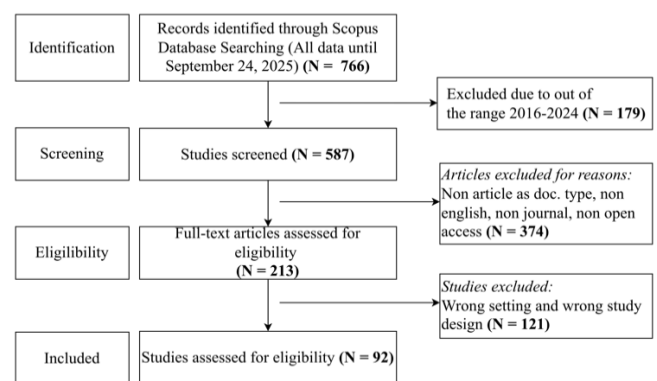 Identification
Records identified through Scopus
Database Searching (All data until
September 24, 2025) (N = 766)
Excluded due to out of
the range 2016-2024 (N = 179)
Screening
Studies screened (N = 587)
Articles excluded for reasons:
Non article as doc. type, non
english, non journal, non open
access (N = 374)
Eligilibility
Full-text articles assessed for
eligibility
(N = 213)
Studies excluded:
Wrong setting and wrong study
design (N = 121)
Included
Studies assessed for eligibility (N = 92)